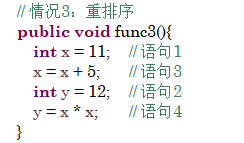 //情况3：重排序
public void func3(){
    int x = 11;    //语句1
    x = x + 5;    //语句3
    int y = 12;    //语句2
    y = x * x;    //语句4
}